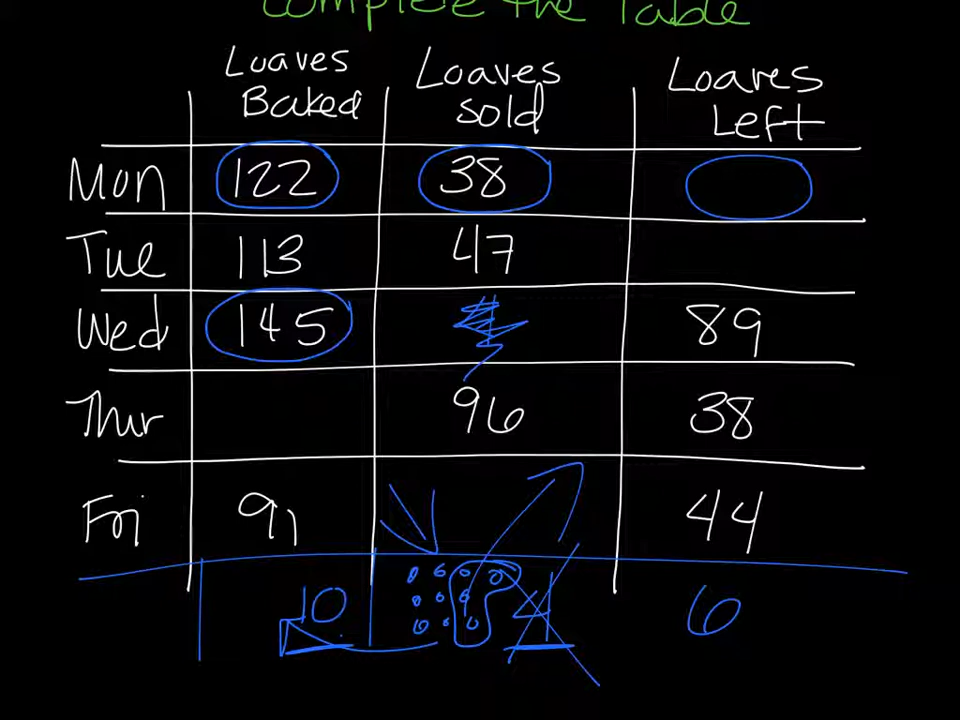 Complete the Table
Loaves Baked Loaves Sold Loaves Left
Mon 122 38
Tue 113 47
Wed 145 89
Thur 96 38
Fri 91 44
10 4 6